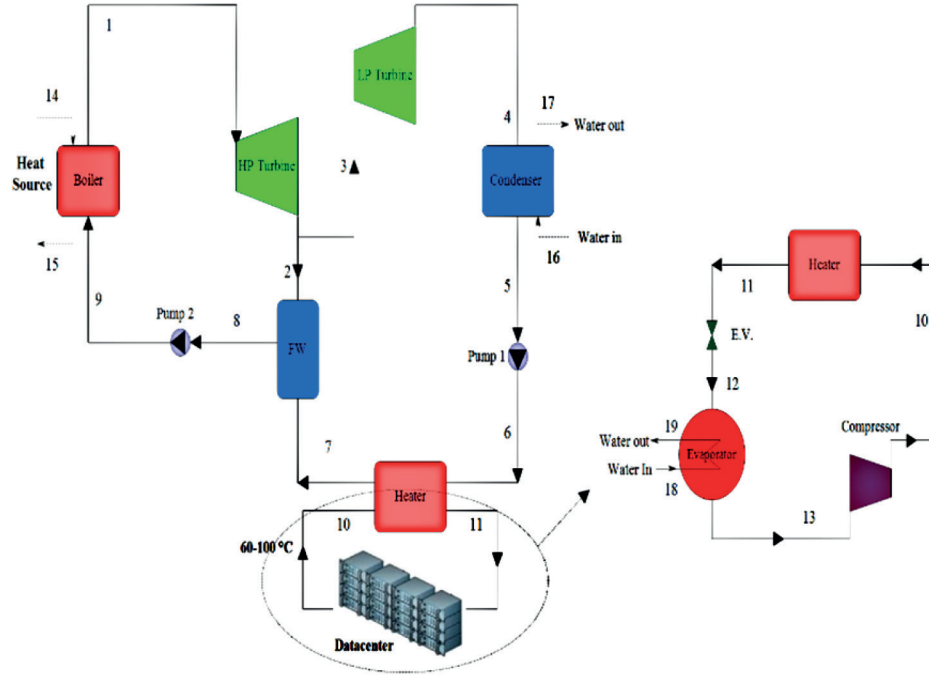 1
14
Heat
Source
Boiler
15
9
Pump 2
8
HP Turbine
2
3
FW
7
LP Turbine
4
17
Water out
Condenser
Water in
16
5
Pump 1
6
Heater
10
11
60-100 °C
Datacenter
Heater
11
10
E.V.
12
19
Water out
Evaporator
Water In
18
Compressor
13